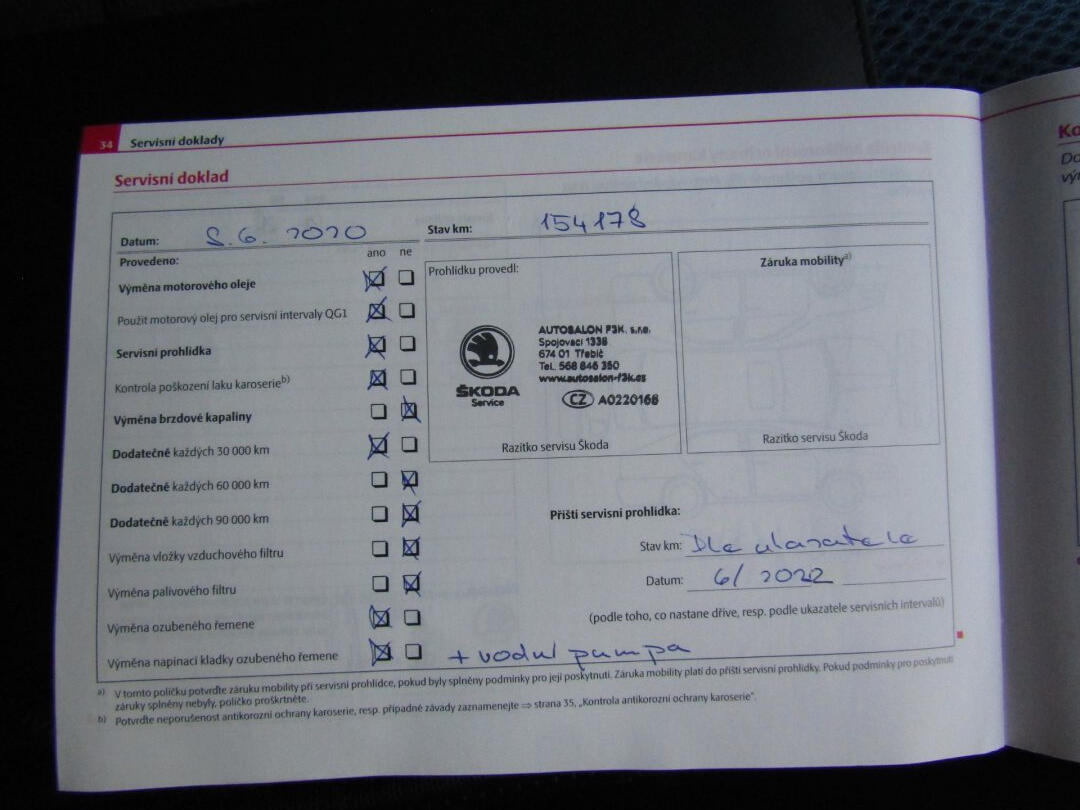 34 Servisní doklady
Servisní doklad
Datum: 8. 6. 2020 Stav km: 154178
Provedeno: ano ne
Výměna motorového oleje
Použit motorový olej pro servisní intervaly QG1
Servisní prohlídka
Kontrola poškození laku karoserie b)
Výměna brzdové kapaliny
Dodatečně každých 30 000 km
Dodatečně každých 60 000 km
Dodatečně každých 90 000 km
Výměna vložky vzduchového filtru
Výměna palivového filtru
Výměna ozubeného řemene
Výměna napínací kladky ozubeného řemene
+ vodní pumpa
Prohlídku provedl:
ŠKODA
Service
AUTOSALON F3K, s.r.o.
Spojovací 1338
674 01 Třebíč
Tel. 568 846 350
www.autosalon-f3k.cz
CZ A0220166
Razítko servisu Škoda
Záruka mobility a)
Razítko servisu Škoda
Příští servisní prohlídka:
Stav km: Dle ukazatele
Datum: 6/2022
(podle toho, co nastane dříve, resp. podle ukazatele servisních intervalů)
a) V tomto políčku potvrďte záruku mobility při servisní prohlídce, pokud byly splněny podmínky pro její poskytnutí. Záruka mobility platí do příští servisní prohlídky. Pokud podmínky pro poskytnutí
záruky splněny nebyly, políčko proškrtněte.
b) Potvrďte neporušenost antikorozní ochrany karoserie, resp. případné závady zaznamenejte ⇒ strana 35, „Kontrola antikorozní ochrany karoserie".